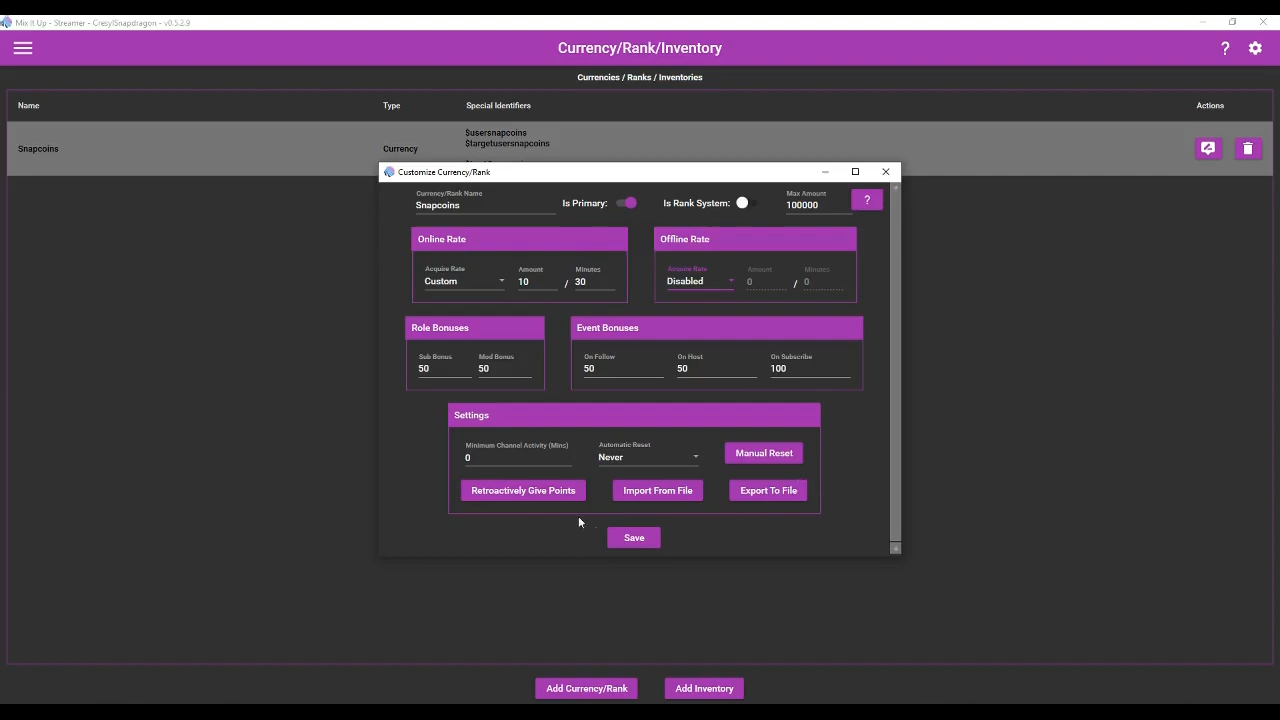 Mix It Up - Streamer - CresylSnapdragon - v0.5.2.9
Currency/Rank/Inventory
?
Currencies / Ranks / Inventories
Name Type Special Identifiers Actions
$usersnapcoins
$targetusersnapcoins
Snapcoins Currency
Customize Currency/Rank
Currency/Rank Name Max Amount
Snapcoins Is Primary: Is Rank System: 100000 ?
Online Rate Offline Rate
Acquire Rate Amount Minutes Acquire Rate Amount Minutes
Custom 10 / 30 Disabled 0 / 0
Role Bonuses Event Bonuses
Sub Bonus Mod Bonus On Follow On Host On Subscribe
50 50 50 50 100
Settings
Minimum Channel Activity (Mins) Automatic Reset
0 Never Manual Reset
Retroactively Give Points Import From File Export To File
Save
Add Currency/Rank Add Inventory